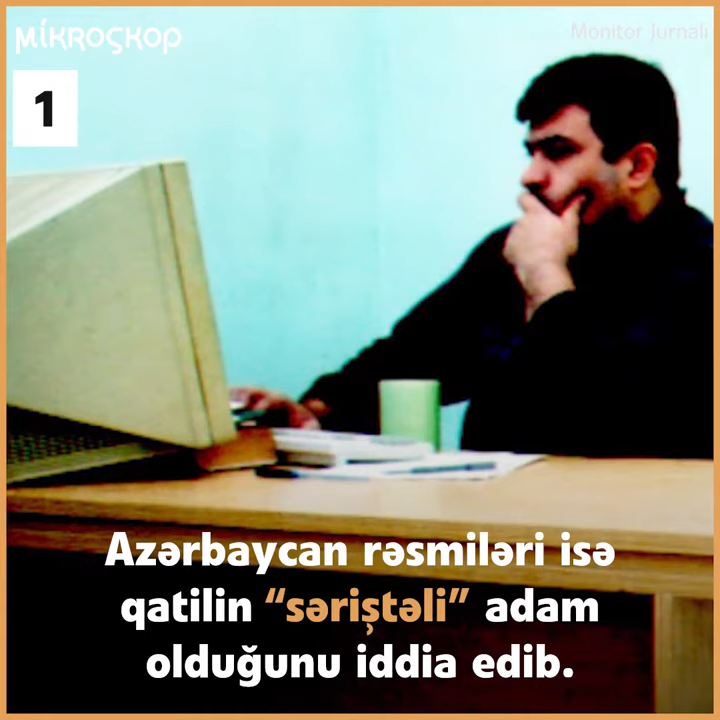 MİKROSKOP
Monitor Jurnalı
1
Azərbaycan rəsmiləri isə
qatilin “səriştəli” adam
olduğunu iddia edib.